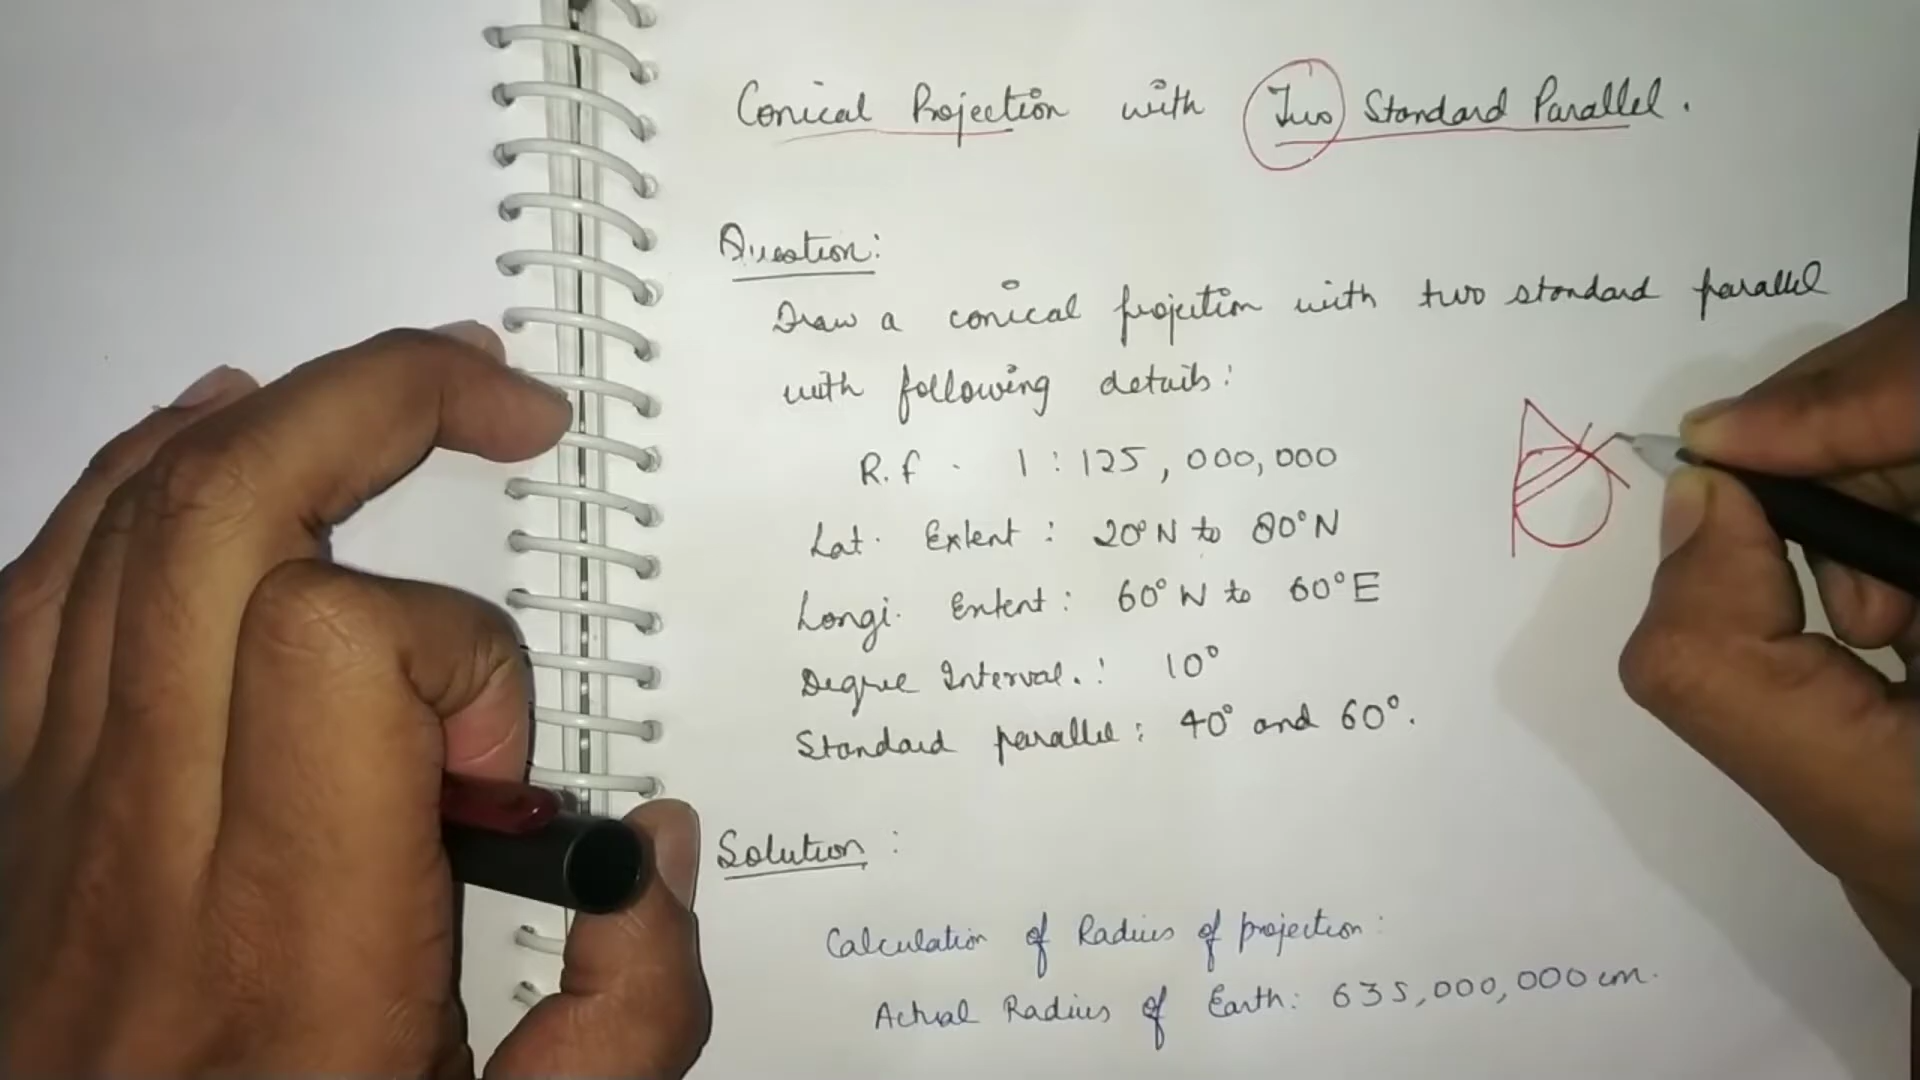 Conical Projection with Two Standard Parallel.
Question:
Draw a conical projection with two standard parallel
with following details:
R.f - 1 : 125,000,000
Lat. Extent : 20°N to 80°N
Longi. Extent : 60°W to 60°E
Degree Interval. : 10°
Standard parallel : 40° and 60°.
Solution :
Calculation of Radius of projection :
Actual Radius of Earth : 635,000,000 cm.